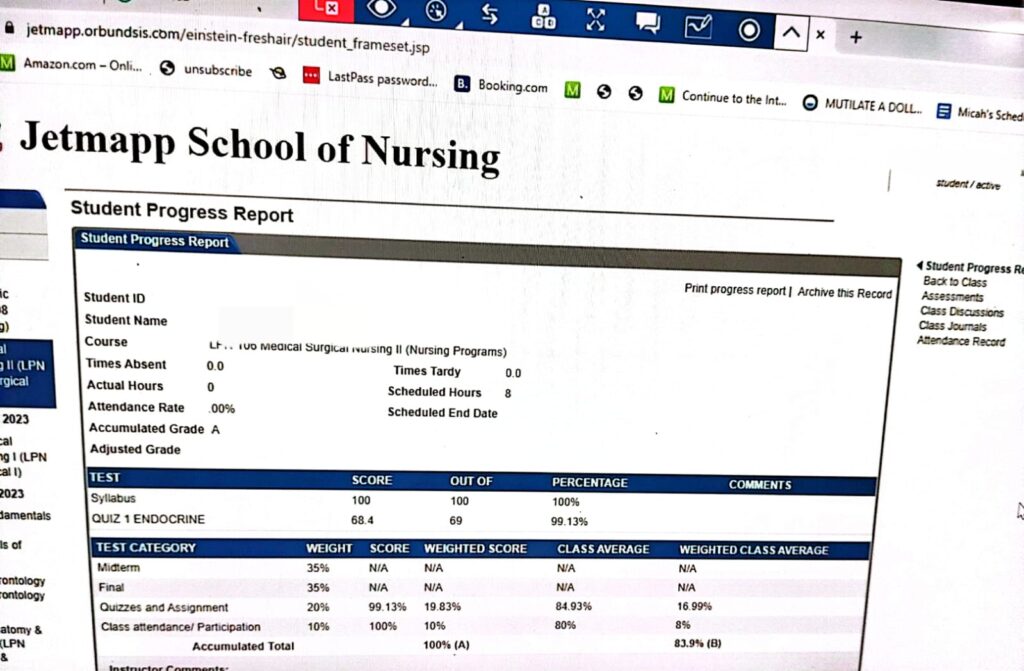 jetmapp.orbundsis.com/einstein-freshair/student_frameset.jsp
Amazon.com – Onli... unsubscribe LastPass password... Booking.com Continue to the Int... MUTILATE A DOLL... Micah's Sched
Jetmapp School of Nursing
student / active
Student Progress Report
Student Progress Report
Print progress report | Archive this Record
Student ID
Student Name
Course 106 Medical Surgical Nursing II (Nursing Programs)
Times Absent 0.0 Times Tardy 0.0
Actual Hours 0 Scheduled Hours 8
Attendance Rate .00% Scheduled End Date
Accumulated Grade A
Adjusted Grade
TEST SCORE OUT OF PERCENTAGE COMMENTS
Syllabus 100 100 100%
QUIZ 1 ENDOCRINE 68.4 69 99.13%
TEST CATEGORY WEIGHT SCORE WEIGHTED SCORE CLASS AVERAGE WEIGHTED CLASS AVERAGE
Midterm 35% N/A N/A N/A N/A
Final 35% N/A N/A N/A N/A
Quizzes and Assignment 20% 99.13% 19.83% 84.93% 16.99%
Class attendance/ Participation 10% 100% 10% 80% 8%
Accumulated Total 100% (A) 83.9% (B)
Instructor Comments:
Student Progress Re
Back to Class
Assessments
Class Discussions
Class Journals
Attendance Record
g II (LPN
rgical
2023
cal
ng I (LPN
cal I)
2023
damentals
ls of
rontology
rontology
atomy &
(LPN
&